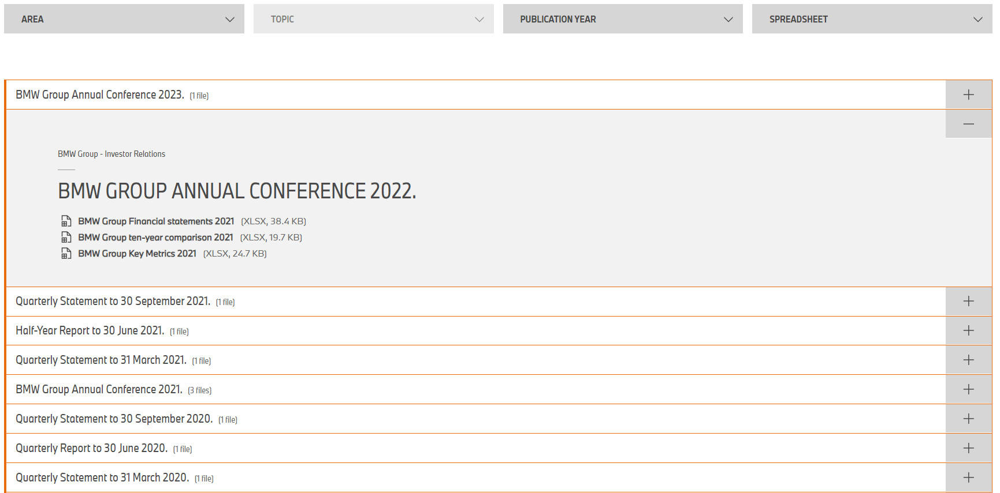 AREA
TOPIC
PUBLICATION YEAR
SPREADSHEET
BMW Group Annual Conference 2023. (1 file)
BMW Group - Investor Relations
BMW GROUP ANNUAL CONFERENCE 2022.
BMW Group Financial statements 2021 (XLSX, 38.4 KB)
BMW Group ten-year comparison 2021 (XLSX, 19.7 KB)
BMW Group Key Metrics 2021 (XLSX, 24.7 KB)
Quarterly Statement to 30 September 2021. (1 file)
Half-Year Report to 30 June 2021. (1 file)
Quarterly Statement to 31 March 2021. (1 file)
BMW Group Annual Conference 2021. (3 files)
Quarterly Statement to 30 September 2020. (1 file)
Quarterly Report to 30 June 2020. (1 file)
Quarterly Statement to 31 March 2020. (1 file)